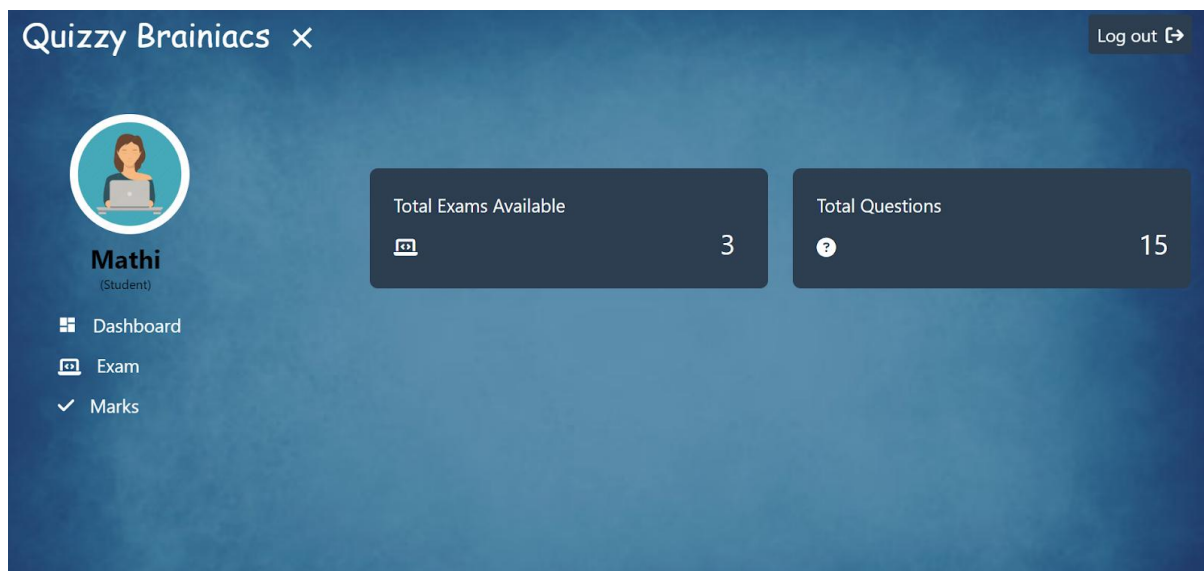 Quizzy Brainiacs
Log out
Mathi
(Student)
Dashboard
Exam
Marks
Total Exams Available
3
Total Questions
15